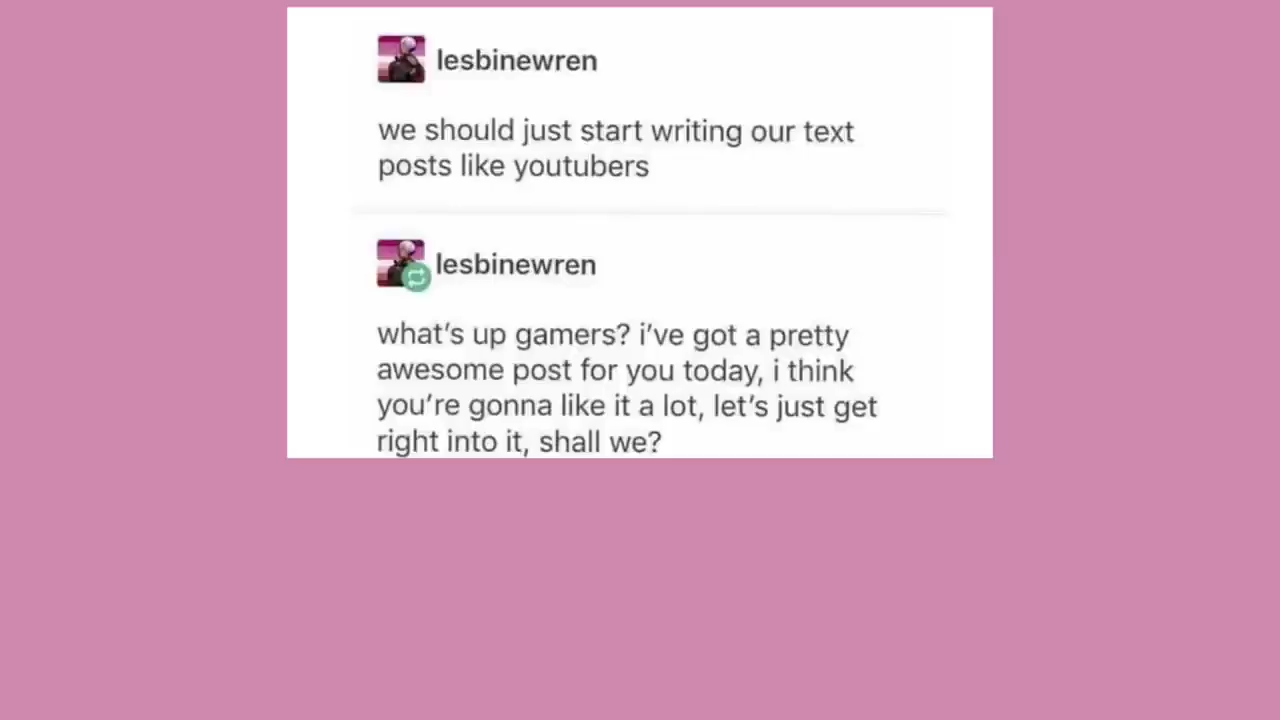 lesbinewren
we should just start writing our text
posts like youtubers
lesbinewren
what's up gamers? i've got a pretty
awesome post for you today, i think
you're gonna like it a lot, let's just get
right into it, shall we?